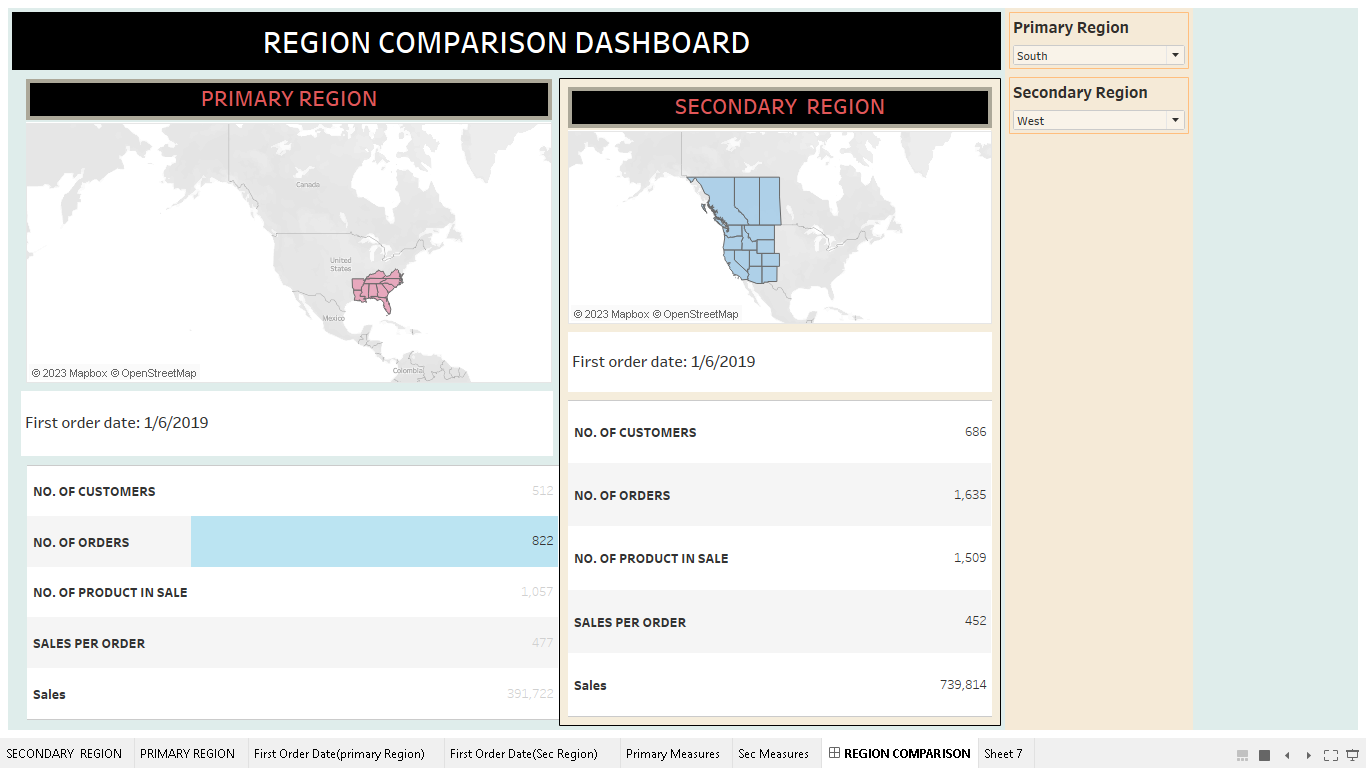 REGION COMPARISON DASHBOARD
PRIMARY REGION
Canada
United
States
Mexico
Colombia
© 2023 Mapbox © OpenStreetMap
First order date: 1/6/2019
NO. OF CUSTOMERS 512
NO. OF ORDERS 822
NO. OF PRODUCT IN SALE 1,057
SALES PER ORDER 477
Sales 391,722
SECONDARY  REGION
© 2023 Mapbox © OpenStreetMap
First order date: 1/6/2019
NO. OF CUSTOMERS 686
NO. OF ORDERS 1,635
NO. OF PRODUCT IN SALE 1,509
SALES PER ORDER 452
Sales 739,814
Primary Region
South
Secondary Region
West
SECONDARY  REGION PRIMARY REGION First Order Date(primary Region) First Order Date(Sec Region) Primary Measures Sec Measures REGION COMPARISON Sheet 7